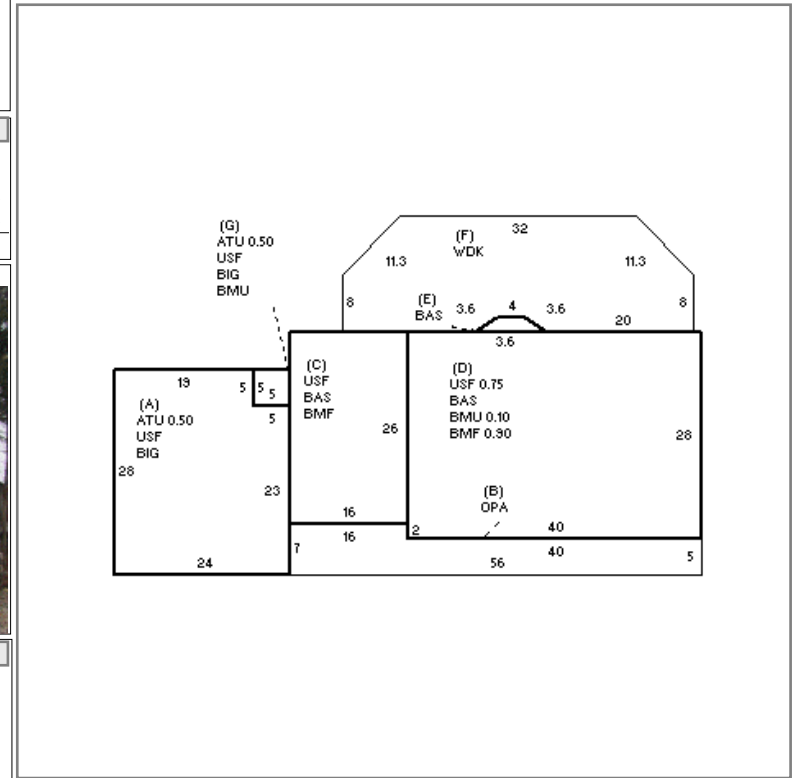 (G)
ATU 0.50
USF
BIG
BMU
(F)
WDK
32
11.3
11.3
8
8
(E)
BAS
3.6
4
3.6
20
3.6
19
5
5
5
5
(A)
ATU 0.50
USF
BIG
(C)
USF
BAS
BMF
(D)
USF 0.75
BAS
BMU 0.10
BMF 0.90
26
28
28
23
(B)
OPA
16
16
2
40
40
7
56
5
24